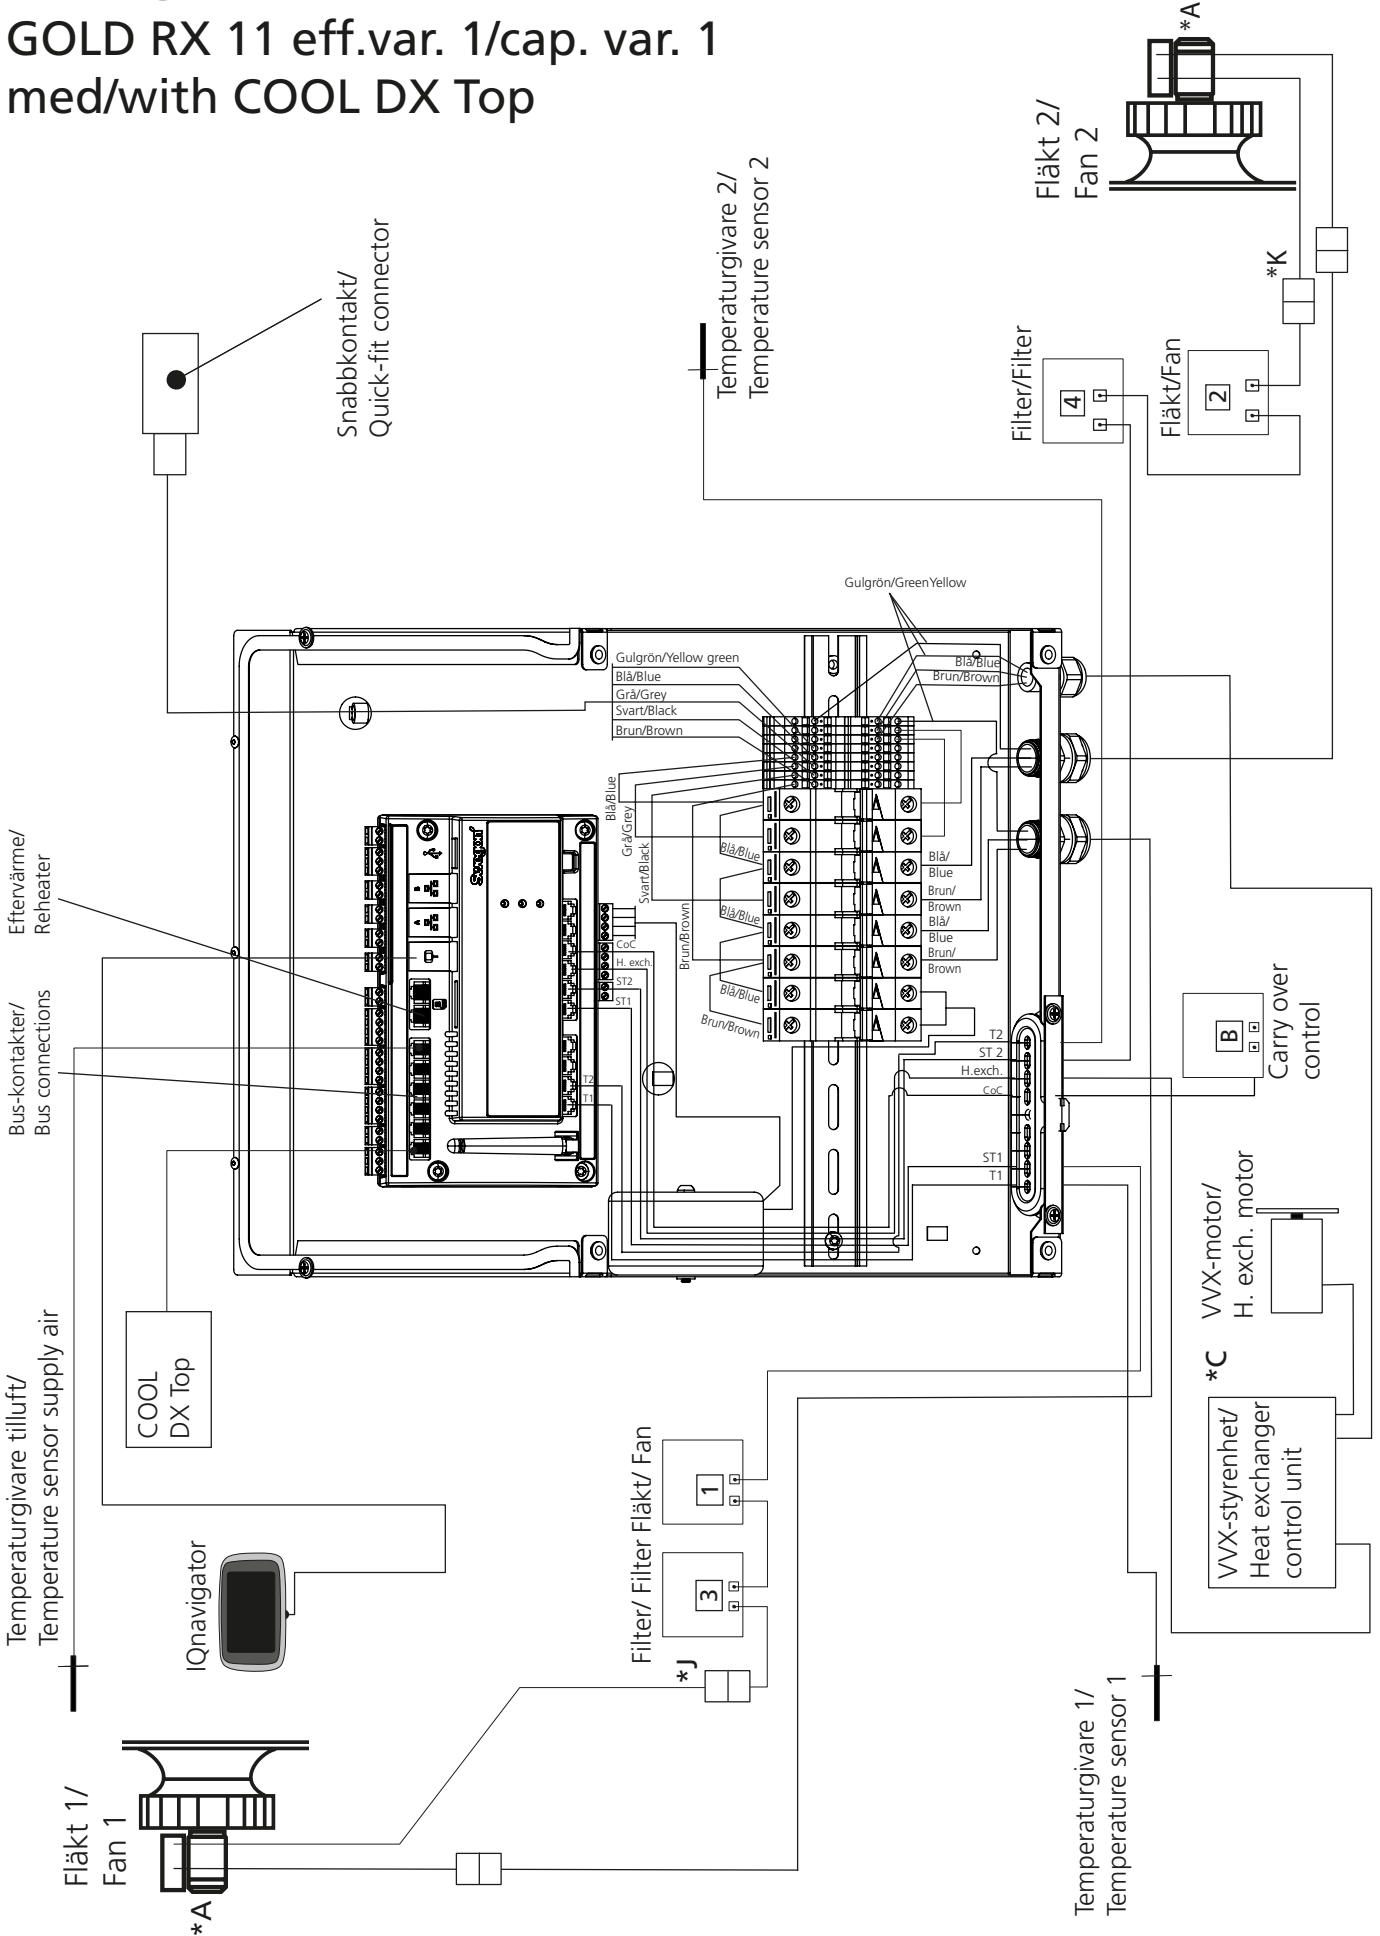 GOLD RX 11 eff.var. 1/cap. var. 1
med/with COOL DX Top
*A
Fläkt 2/
Fan 2
*K
Temperaturgivare 2/
Temperature sensor 2
Snabbkontakt/
Quick-fit connector
Filter/Filter
4
Fläkt/Fan
2
Gulgrön/GreenYellow
Gulgrön/Yellow green
Blå/Blue
Grå/Grey
Svart/Black
Brun/Brown
Blå/Blue
Brun/Brown
Eftervärme/
Reheater
Bus-kontakter/
Bus connections
Swegon
B
A
Blå/Blue
Grå/Grey
Svart/Black
Brun/Brown
Blå/Blue
Blå/Blue
Blå/Blue
Brun/Brown
Blå/
Blue
Brun/
Brown
Blå/
Blue
Brun/
Brown
CoC
H. exch.
ST2
ST1
T2
T1
T2
ST 2
H.exch.
CoC
ST1
T1
B
Carry over
control
VVX-motor/
H. exch. motor
*C
VVX-styrenhet/
Heat exchanger
control unit
Temperaturgivare tilluft/
Temperature sensor supply air
COOL
DX Top
IQnavigator
Filter/ Filter Fläkt/ Fan
1
3
*J
Fläkt 1/
Fan 1
*A
Temperaturgivare 1/
Temperature sensor 1